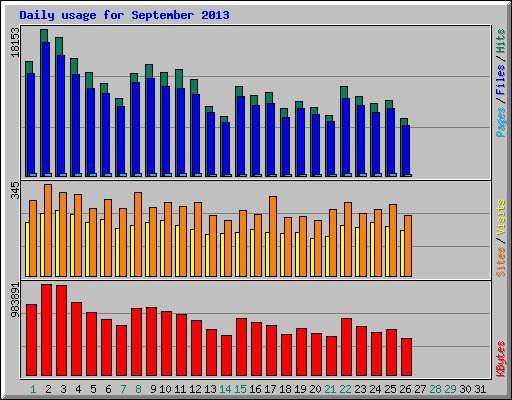 Daily usage for September 2013
18153
Pages / Files / Hits
345
Sites / Visits
983891
KBytes
1 2 3 4 5 6 7 8 9 10 11 12 13 14 15 16 17 18 19 20 21 22 23 24 25 26 27 28 29 30 31